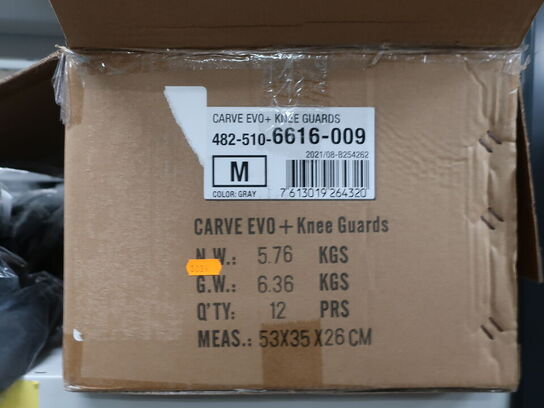 CARVE EVO+ KNEE GUARDS
482-510-6616-009
2021/08-B254262
M
COLOR: GRAY
7 613019 264320
CARVE EVO+Knee Guards
N.W.: 5.76 KGS
G.W.: 6.36 KGS
Q'TY: 12 PRS
MEAS.: 53X35X26 CM